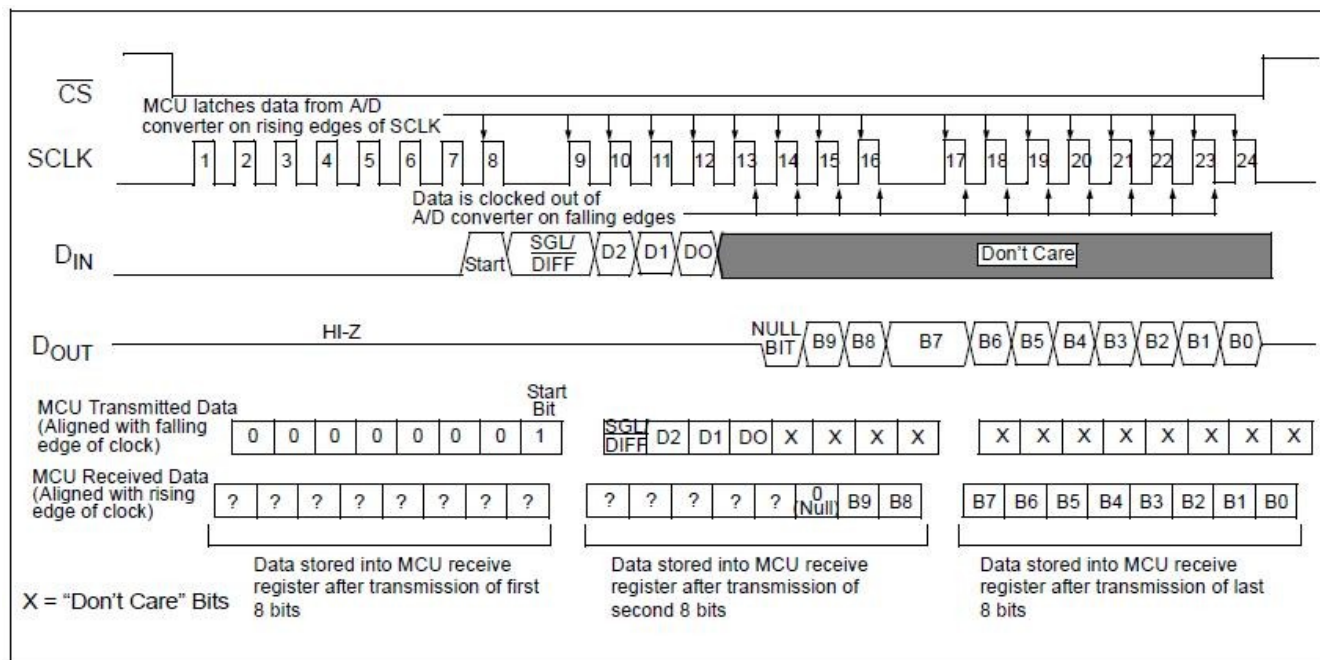 CS
MCU latches data from A/D
converter on rising edges of SCLK
SCLK
1 2 3 4 5 6 7 8 9 10 11 12 13 14 15 16 17 18 19 20 21 22 23 24
Data is clocked out of
A/D converter on falling edges
DIN
Start SGL/DIFF D2 D1 DO Don't Care
HI-Z
DOUT
NULL BIT B9 B8 B7 B6 B5 B4 B3 B2 B1 B0
Start
Bit
MCU Transmitted Data
(Aligned with falling
edge of clock)
0 0 0 0 0 0 0 1 SGL/DIFF D2 D1 DO X X X X X X X X X X X X
MCU Received Data
(Aligned with rising
edge of clock)
? ? ? ? ? ? ? ? ? ? ? ? ? 0 (Null) B9 B8 B7 B6 B5 B4 B3 B2 B1 B0
Data stored into MCU receive
register after transmission of first
8 bits
Data stored into MCU receive
register after transmission of
second 8 bits
Data stored into MCU receive
register after transmission of last
8 bits
X = “Don't Care” Bits